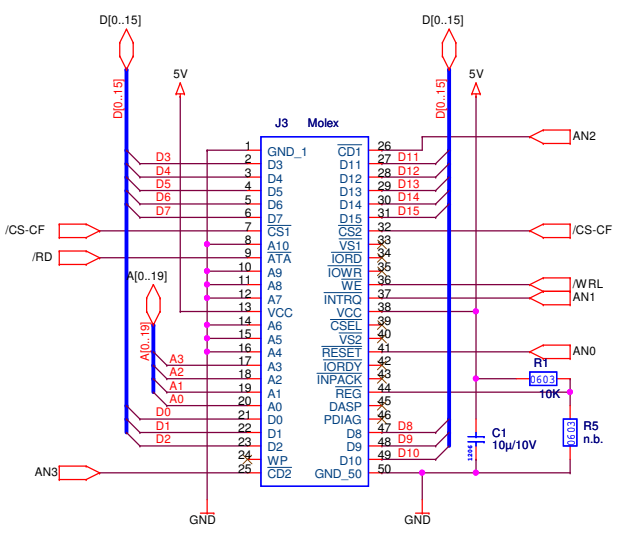 D[0..15]
D[0..15]
5V
5V
D[0..15]
D[0..15]
J3 Molex
AN2
1 GND_1 CD1 26
D3 2 D3 D11 27 D11
D4 3 D4 D12 28 D12
D5 4 D5 D13 29 D13
D6 5 D6 D14 30 D14
D7 6 D7 D15 31 D15
/CS-CF 7 CS1 CS2 32 /CS-CF
8 A10 VS1 33
/RD 9 ATA IORD 34
10 A9 IOWR 35
A[0..19] 11 A8 WE 36 /WRL
12 A7 INTRQ 37 AN1
13 VCC VCC 38
14 A6 CSEL 39
A[0..19] 15 A5 VS2 40
16 A4 RESET 41 AN0
A3 17 A3 IORDY 42 R1
A2 18 A2 INPACK 43 0603
A1 19 A1 REG 44 10K
A0 20 A0 DASP 45
D0 21 D0 PDIAG 46 R5
D1 22 D1 D8 47 D8 C1 0603 n.b.
D2 23 D2 D9 48 D9 10µ/10V
24 WP D10 49 D10 1206
AN3 25 CD2 GND_50 50
GND GND